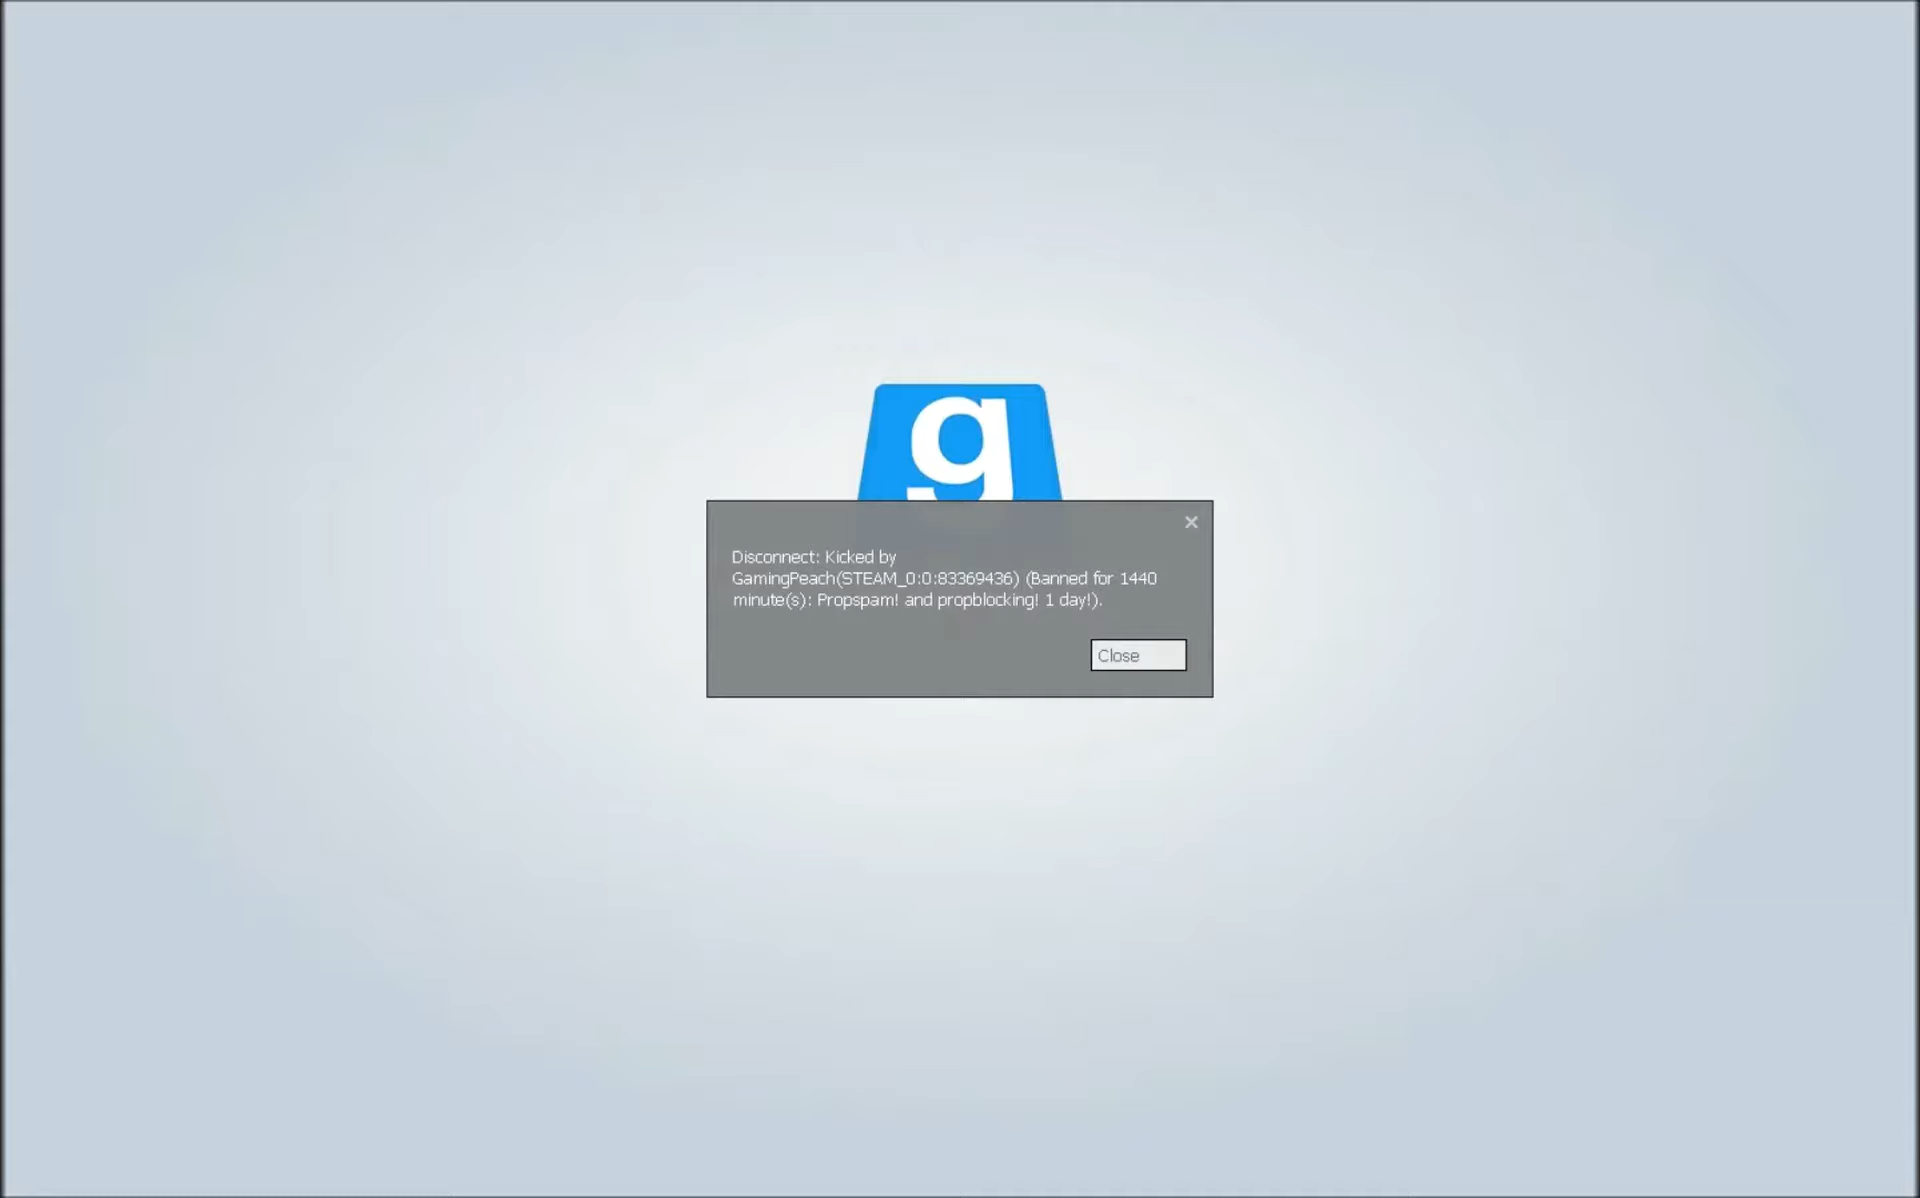 g
Disconnect: Kicked by
GamingPeach(STEAM_0:0:83369436) (Banned for 1440
minute(s): Propspam! and propblocking! 1 day!).
Close